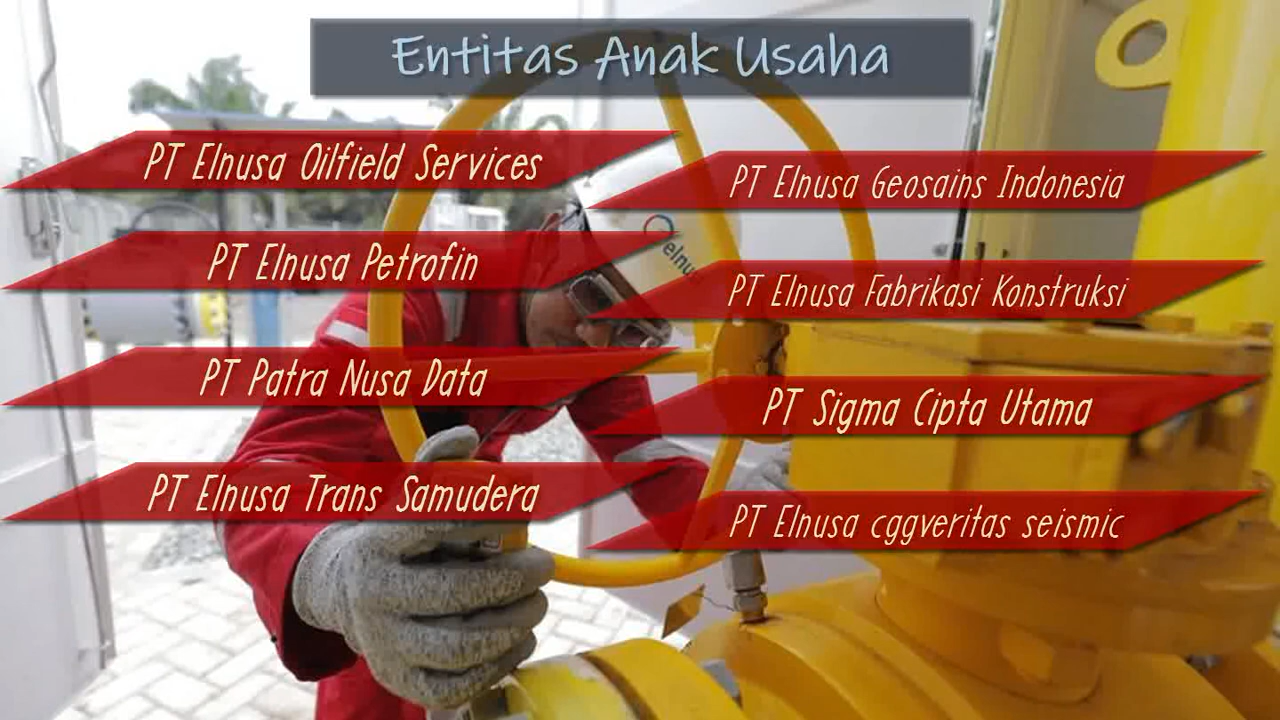 Entitas Anak Usaha
PT Elnusa Oilfield Services
PT Elnusa Petrofin
PT Patra Nusa Data
PT Elnusa Trans Samudera
PT Elnusa Geosains Indonesia
PT Elnusa Fabrikasi Konstruksi
PT Sigma Cipta Utama
PT Elnusa cggveritas seismic
elnus